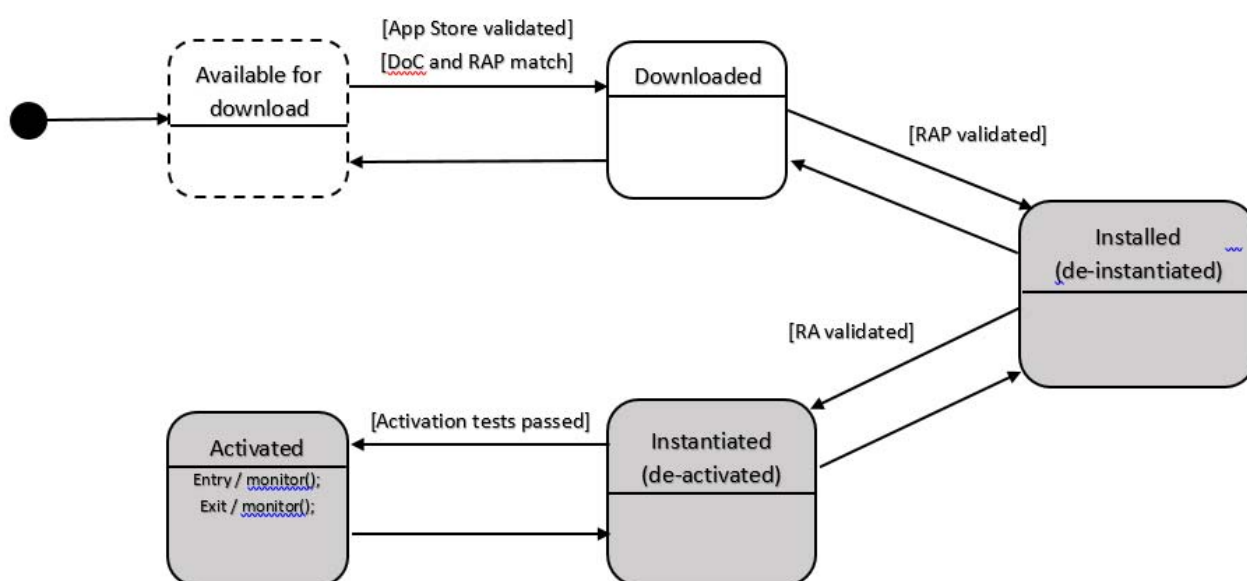 [App Store validated]
[DoC and RAP match]
Available for
download
Downloaded
[RAP validated]
Installed
(de-instantiated)
[RA validated]
[Activation tests passed]
Instantiated
(de-activated)
Activated
Entry / monitor();
Exit / monitor();